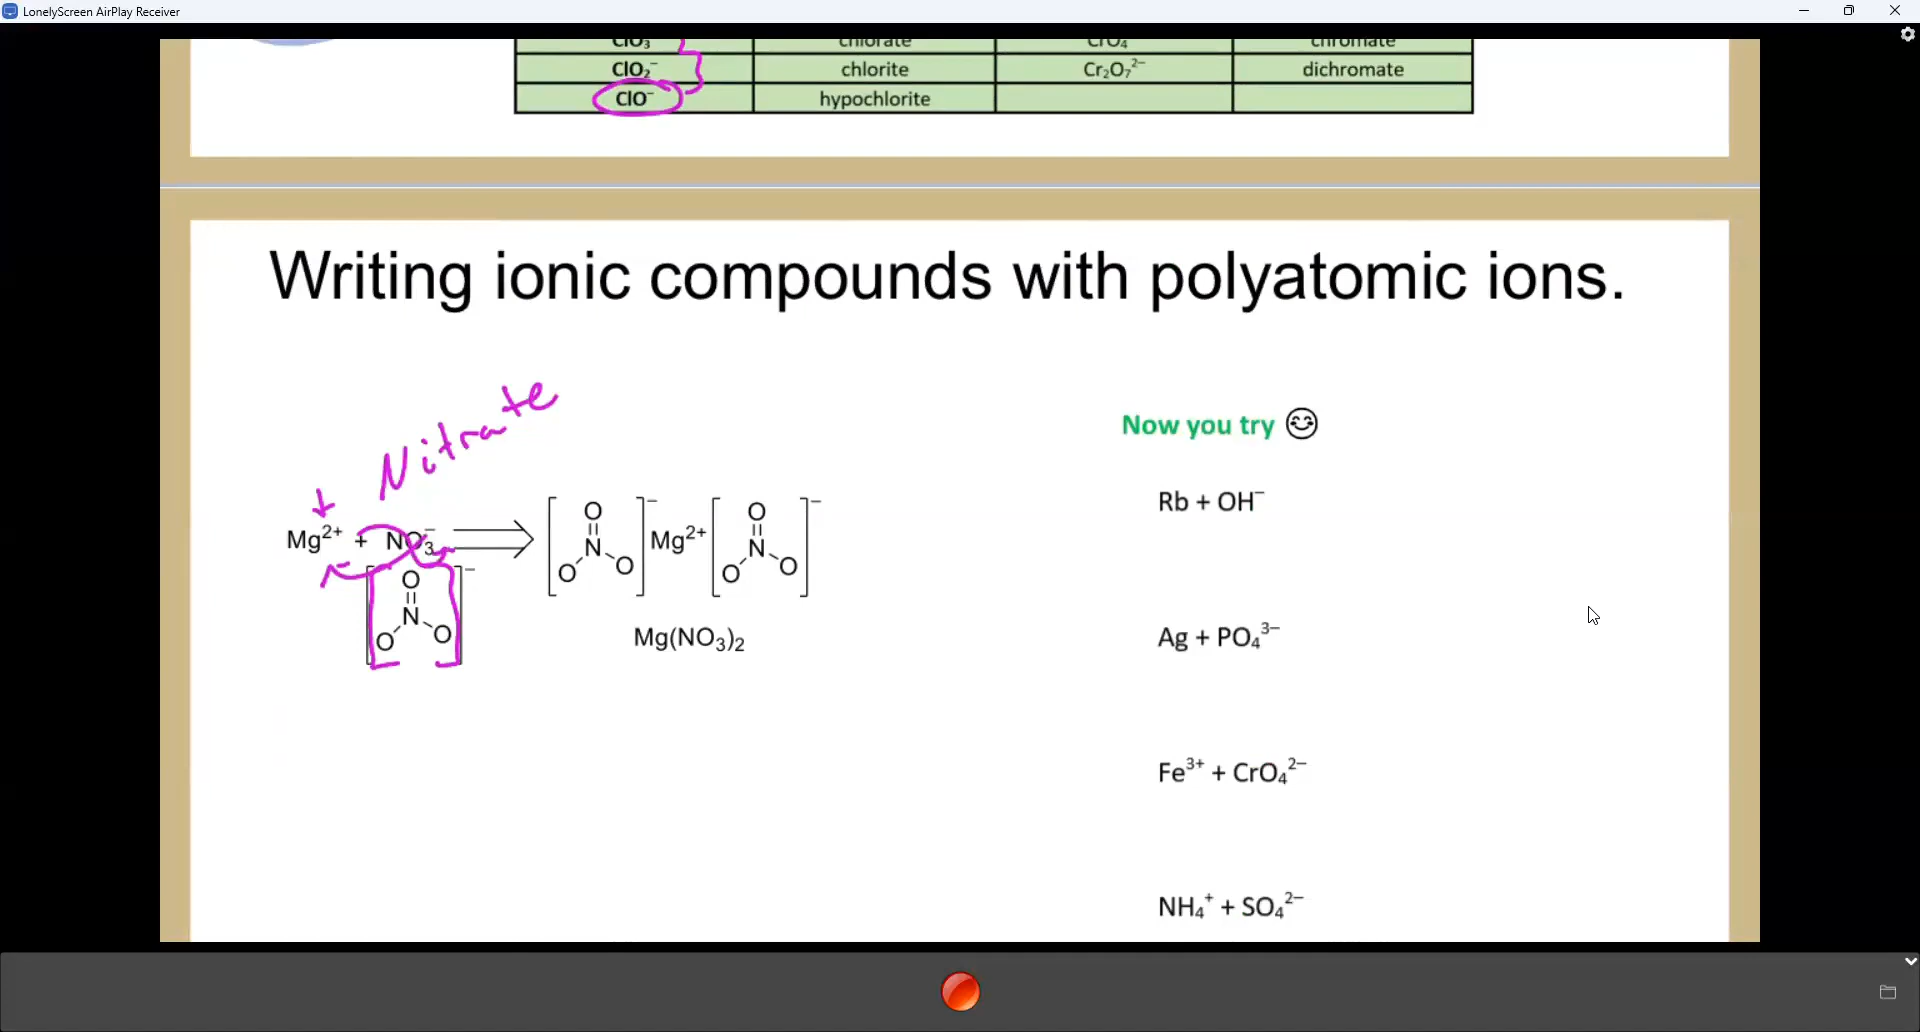 LonelyScreen AirPlay Receiver
ClO₃⁻ chlorate CrO₄²⁻ chromate
ClO₂⁻ chlorite Cr₂O₇²⁻ dichromate
ClO⁻ hypochlorite
Writing ionic compounds with polyatomic ions.
Nitrate
Now you try 😊
Mg²⁺ + NO₃⁻
O
N
O O
[O N O O]⁻ Mg²⁺ [O N O O]⁻
Mg(NO₃)₂
Rb + OH⁻
Ag + PO₄³⁻
Fe³⁺ + CrO₄²⁻
NH₄⁺ + SO₄²⁻